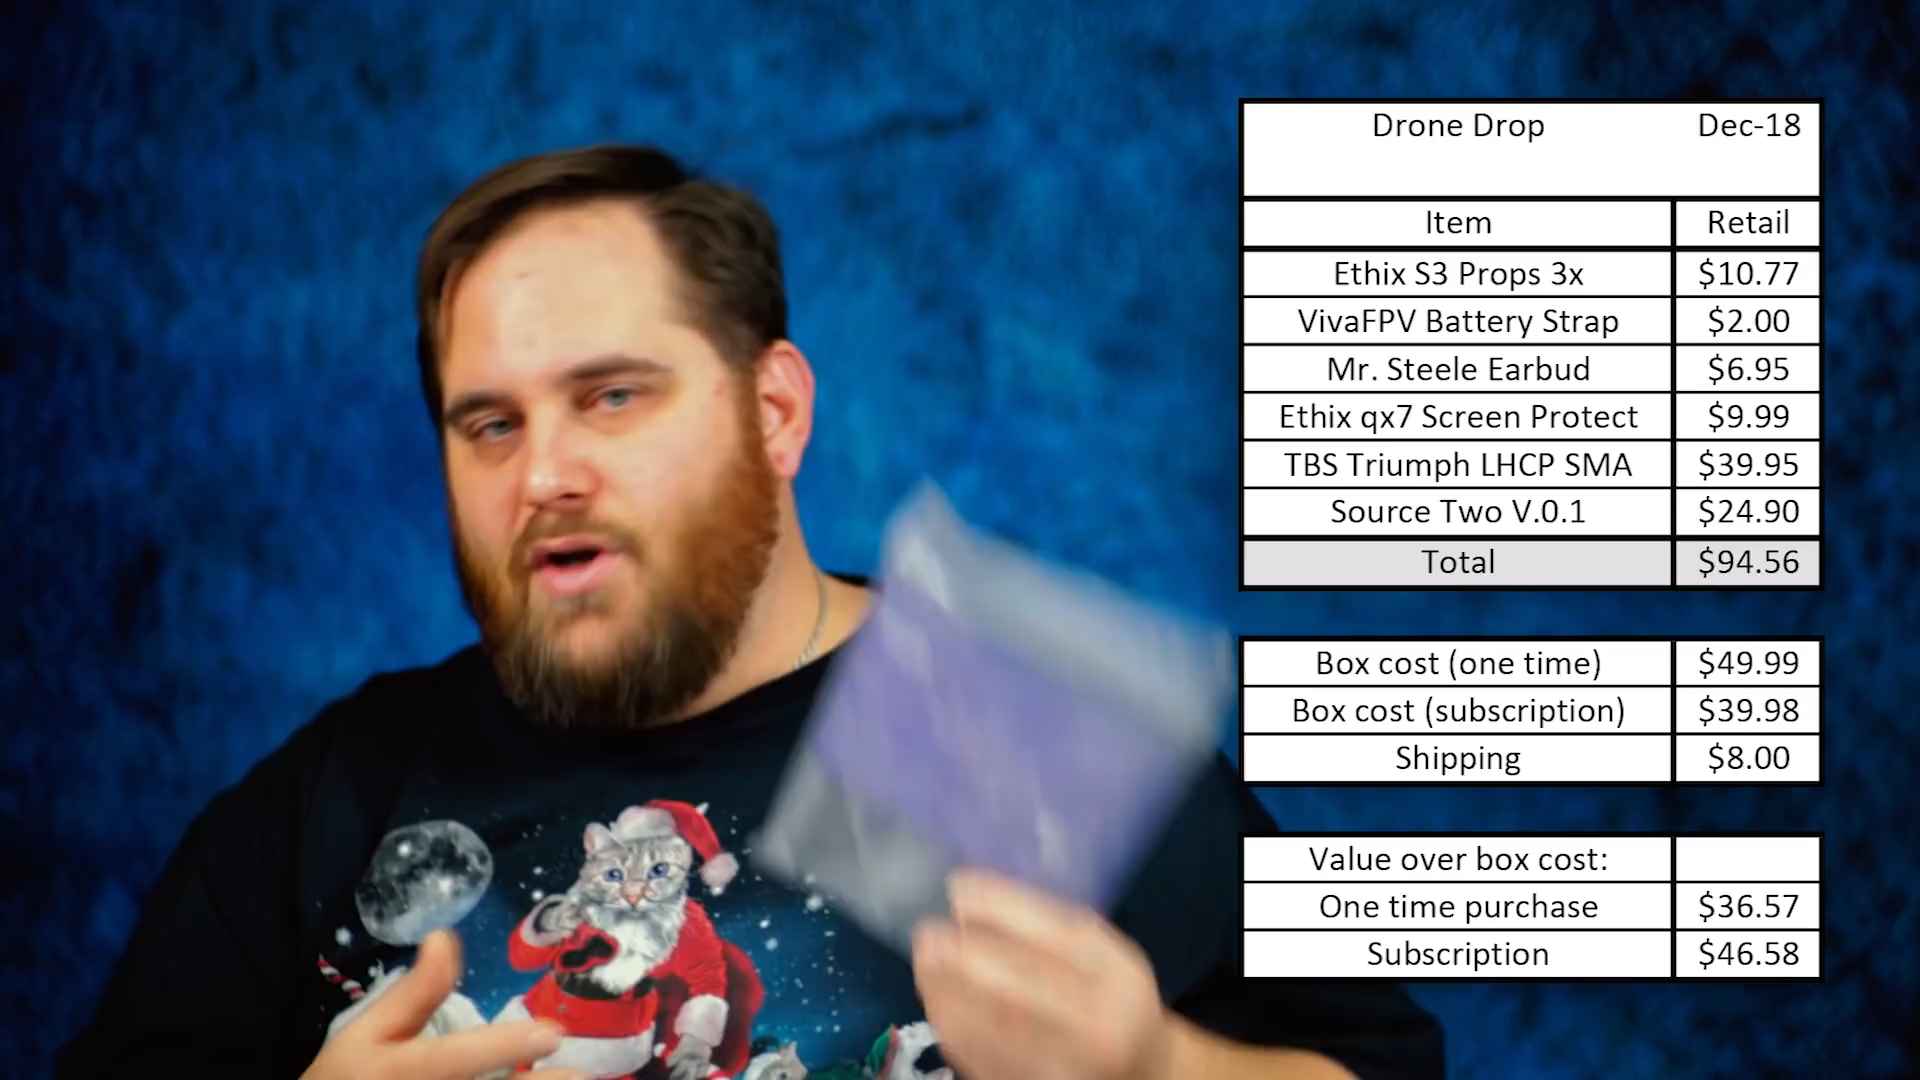 Drone Drop Dec-18
Item Retail
Ethix S3 Props 3x $10.77
VivaFPV Battery Strap $2.00
Mr. Steele Earbud $6.95
Ethix qx7 Screen Protect $9.99
TBS Triumph LHCP SMA $39.95
Source Two V.0.1 $24.90
Total $94.56
Box cost (one time) $49.99
Box cost (subscription) $39.98
Shipping $8.00
Value over box cost:
One time purchase $36.57
Subscription $46.58